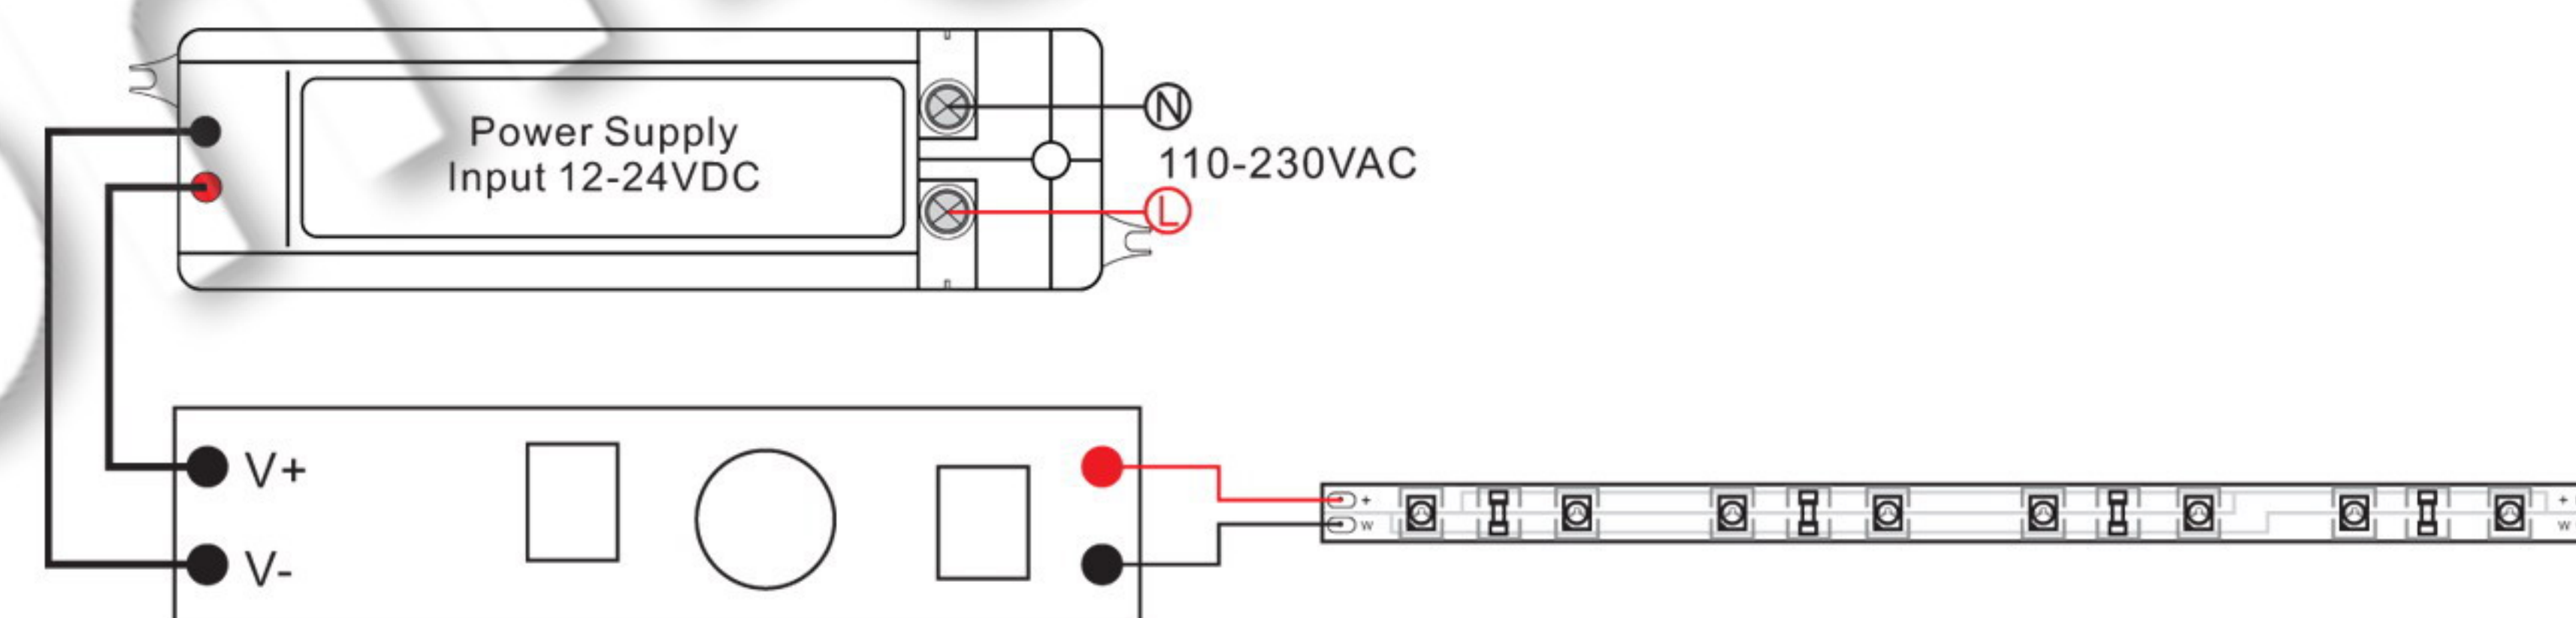 Power Supply
Input 12-24VDC
N
110-230VAC
L
V+
V-
+
W
+
W